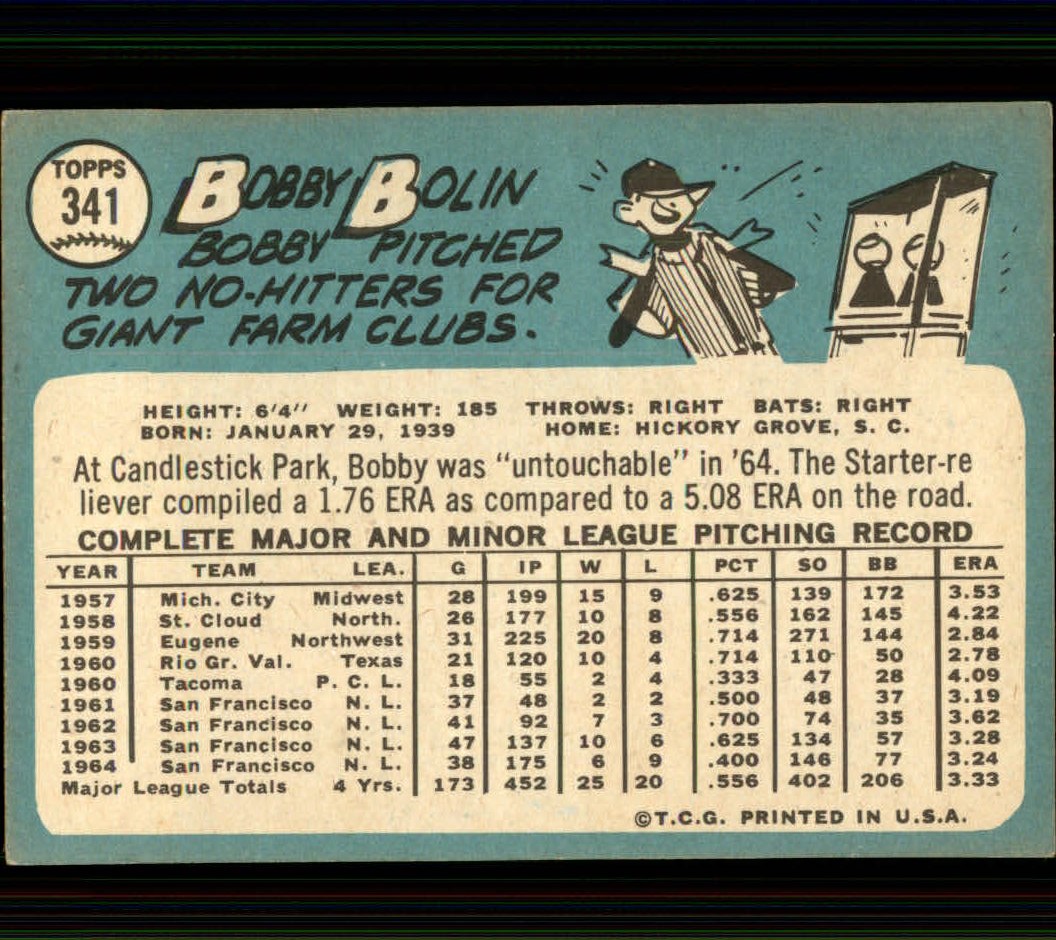 TOPPS
341
BOBBY BOLIN
BOBBY PITCHED
TWO NO-HITTERS FOR
GIANT FARM CLUBS.
HEIGHT: 6'4" WEIGHT: 185 THROWS: RIGHT BATS: RIGHT
BORN: JANUARY 29, 1939 HOME: HICKORY GROVE, S. C.
At Candlestick Park, Bobby was "untouchable" in '64. The Starter-re
liever compiled a 1.76 ERA as compared to a 5.08 ERA on the road.
COMPLETE MAJOR AND MINOR LEAGUE PITCHING RECORD
YEAR TEAM LEA. G IP W L PCT SO BB ERA
1957 Mich. City Midwest 28 199 15 9 .625 139 172 3.53
1958 St. Cloud North. 26 177 10 8 .556 162 145 4.22
1959 Eugene Northwest 31 225 20 8 .714 271 144 2.84
1960 Rio Gr. Val. Texas 21 120 10 4 .714 110 50 2.78
1960 Tacoma P. C. L. 18 55 2 4 .333 47 28 4.09
1961 San Francisco N. L. 37 48 2 2 .500 48 37 3.19
1962 San Francisco N. L. 41 92 7 3 .700 74 35 3.62
1963 San Francisco N. L. 47 137 10 6 .625 134 57 3.28
1964 San Francisco N. L. 38 175 6 9 .400 146 77 3.24
Major League Totals 4 Yrs. 173 452 25 20 .556 402 206 3.33
©T.C.G. PRINTED IN U.S.A.